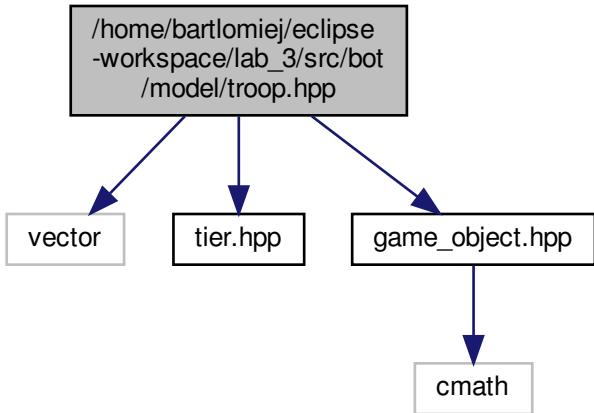 /home/bartlomiej/eclipse
-workspace/lab_3/src/bot
/model/troop.hpp
vector
tier.hpp
game_object.hpp
cmath